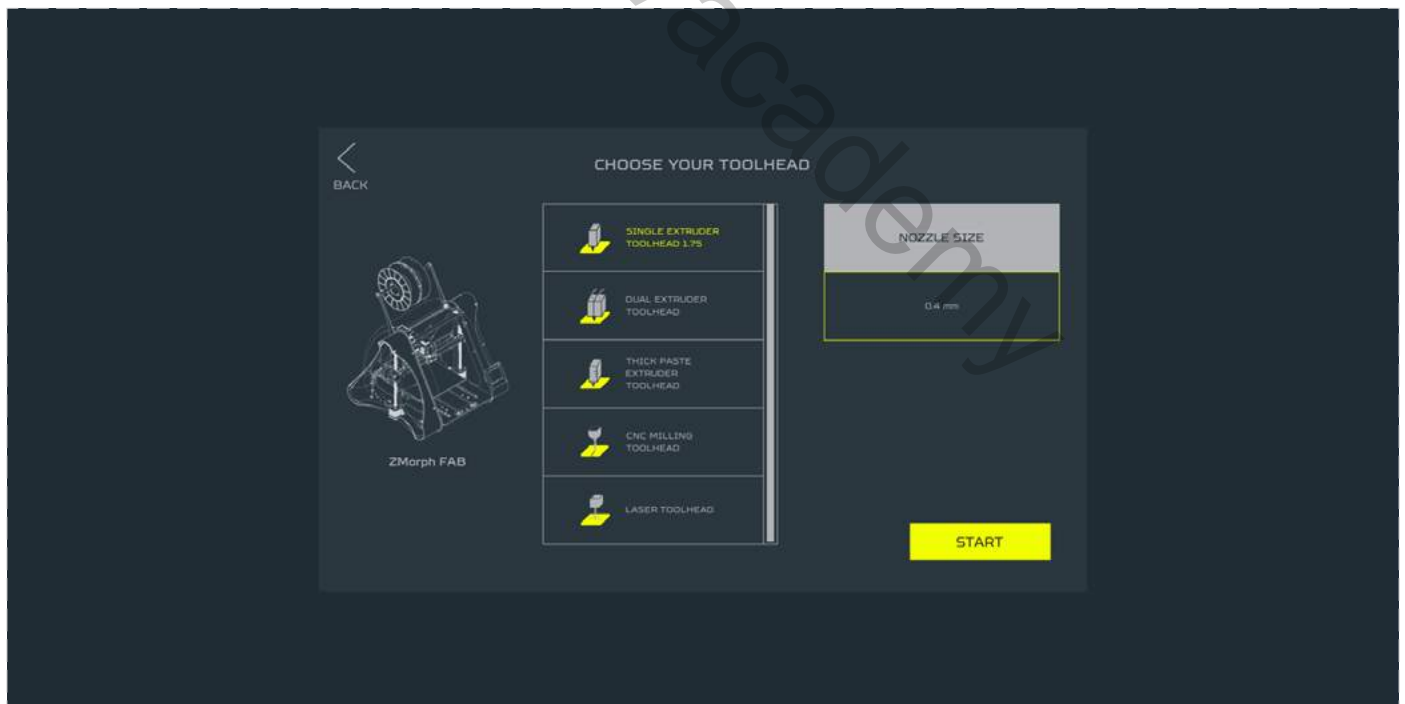 academy
BACK
CHOOSE YOUR TOOLHEAD
SINGLE EXTRUDER
TOOLHEAD 1.75
DUAL EXTRUDER
TOOLHEAD
THICK PASTE
EXTRUDER
TOOLHEAD
CNC MILLING
TOOLHEAD
LASER TOOLHEAD
ZMorph FAB
NOZZLE SIZE
0.4 mm
START